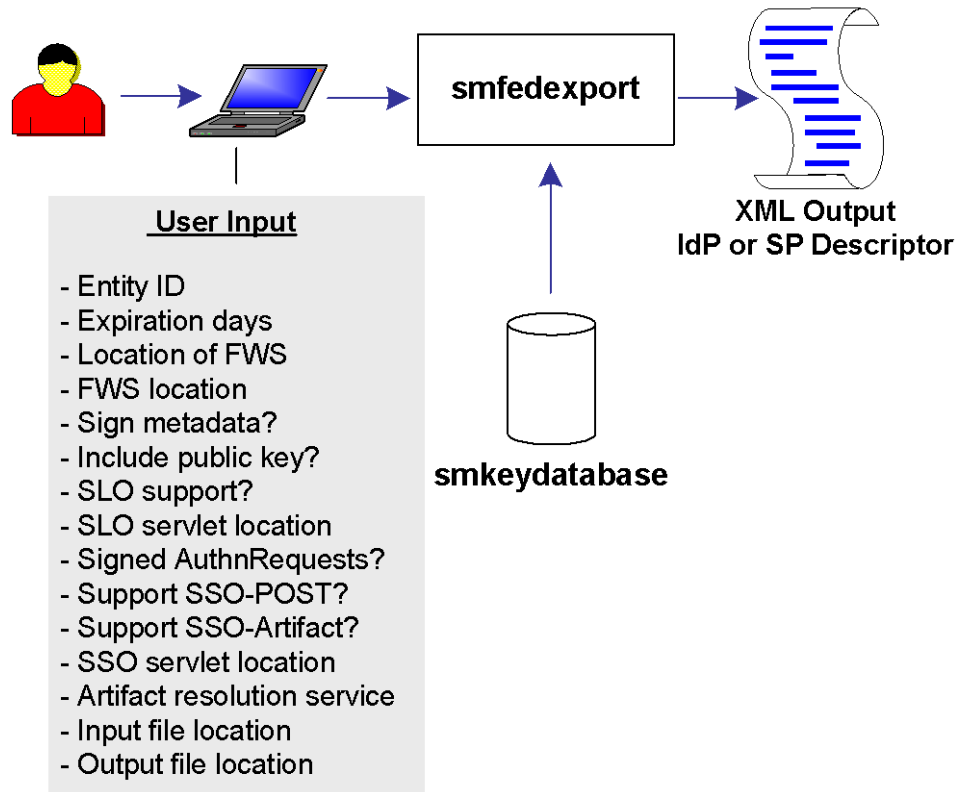 smfedexport
XML Output
IdP or SP Descriptor
User Input
- Entity ID
- Expiration days
- Location of FWS
- FWS location
- Sign metadata?
- Include public key?
- SLO support?
- SLO servlet location
- Signed AuthnRequests?
- Support SSO-POST?
- Support SSO-Artifact?
- SSO servlet location
- Artifact resolution service
- Input file location
- Output file location
smkeydatabase